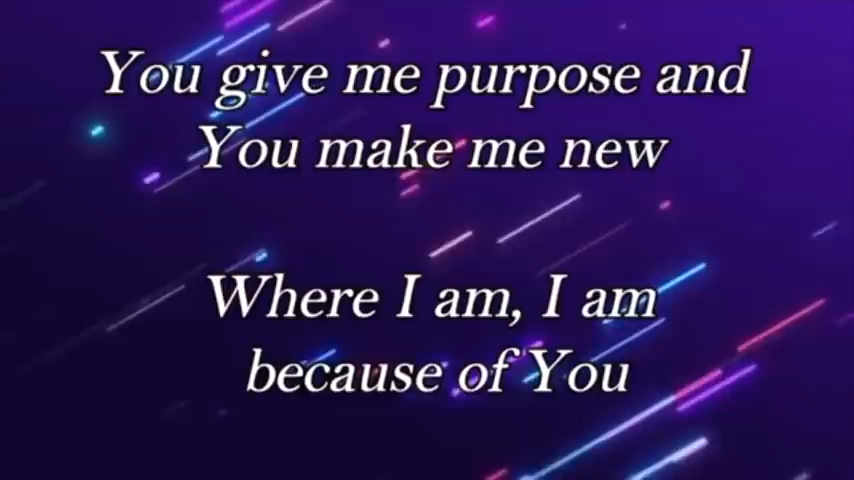 You give me purpose and
You make me new
Where I am, I am
because of You